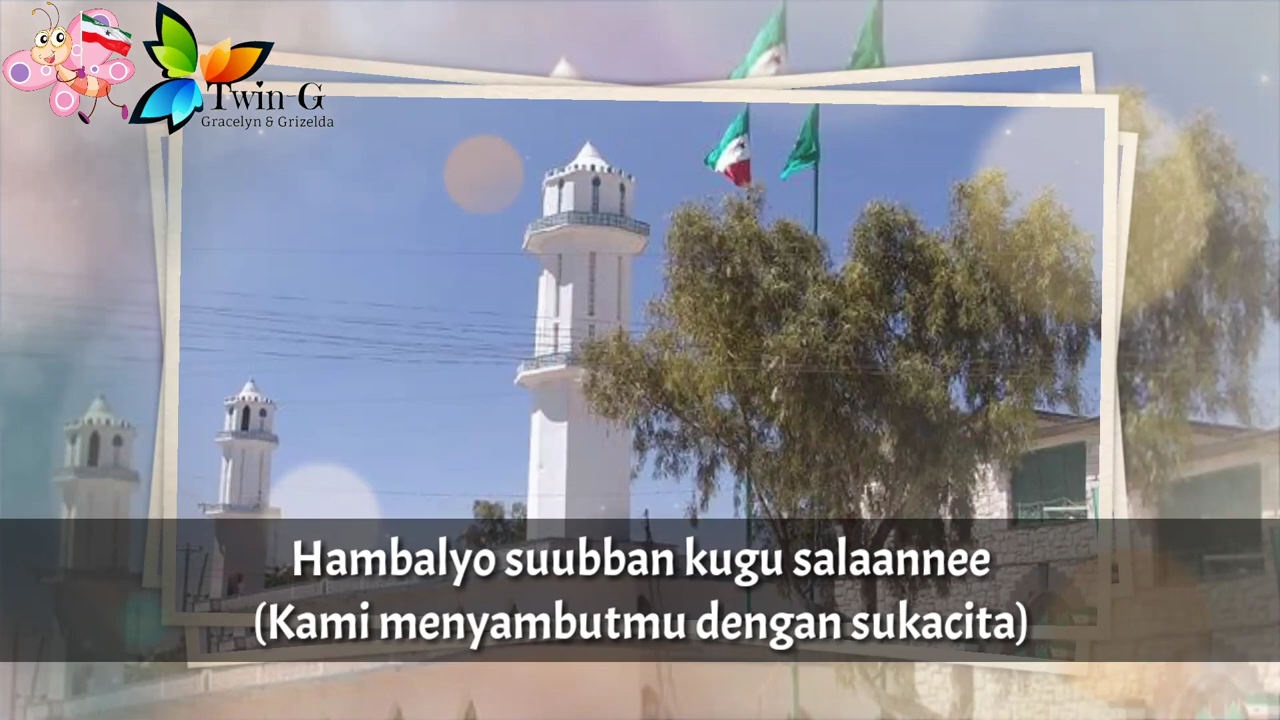 Twin-G
Gracelyn & Grizelda
Hambalyo suubban kugu salaannee
(Kami menyambutmu dengan sukacita)